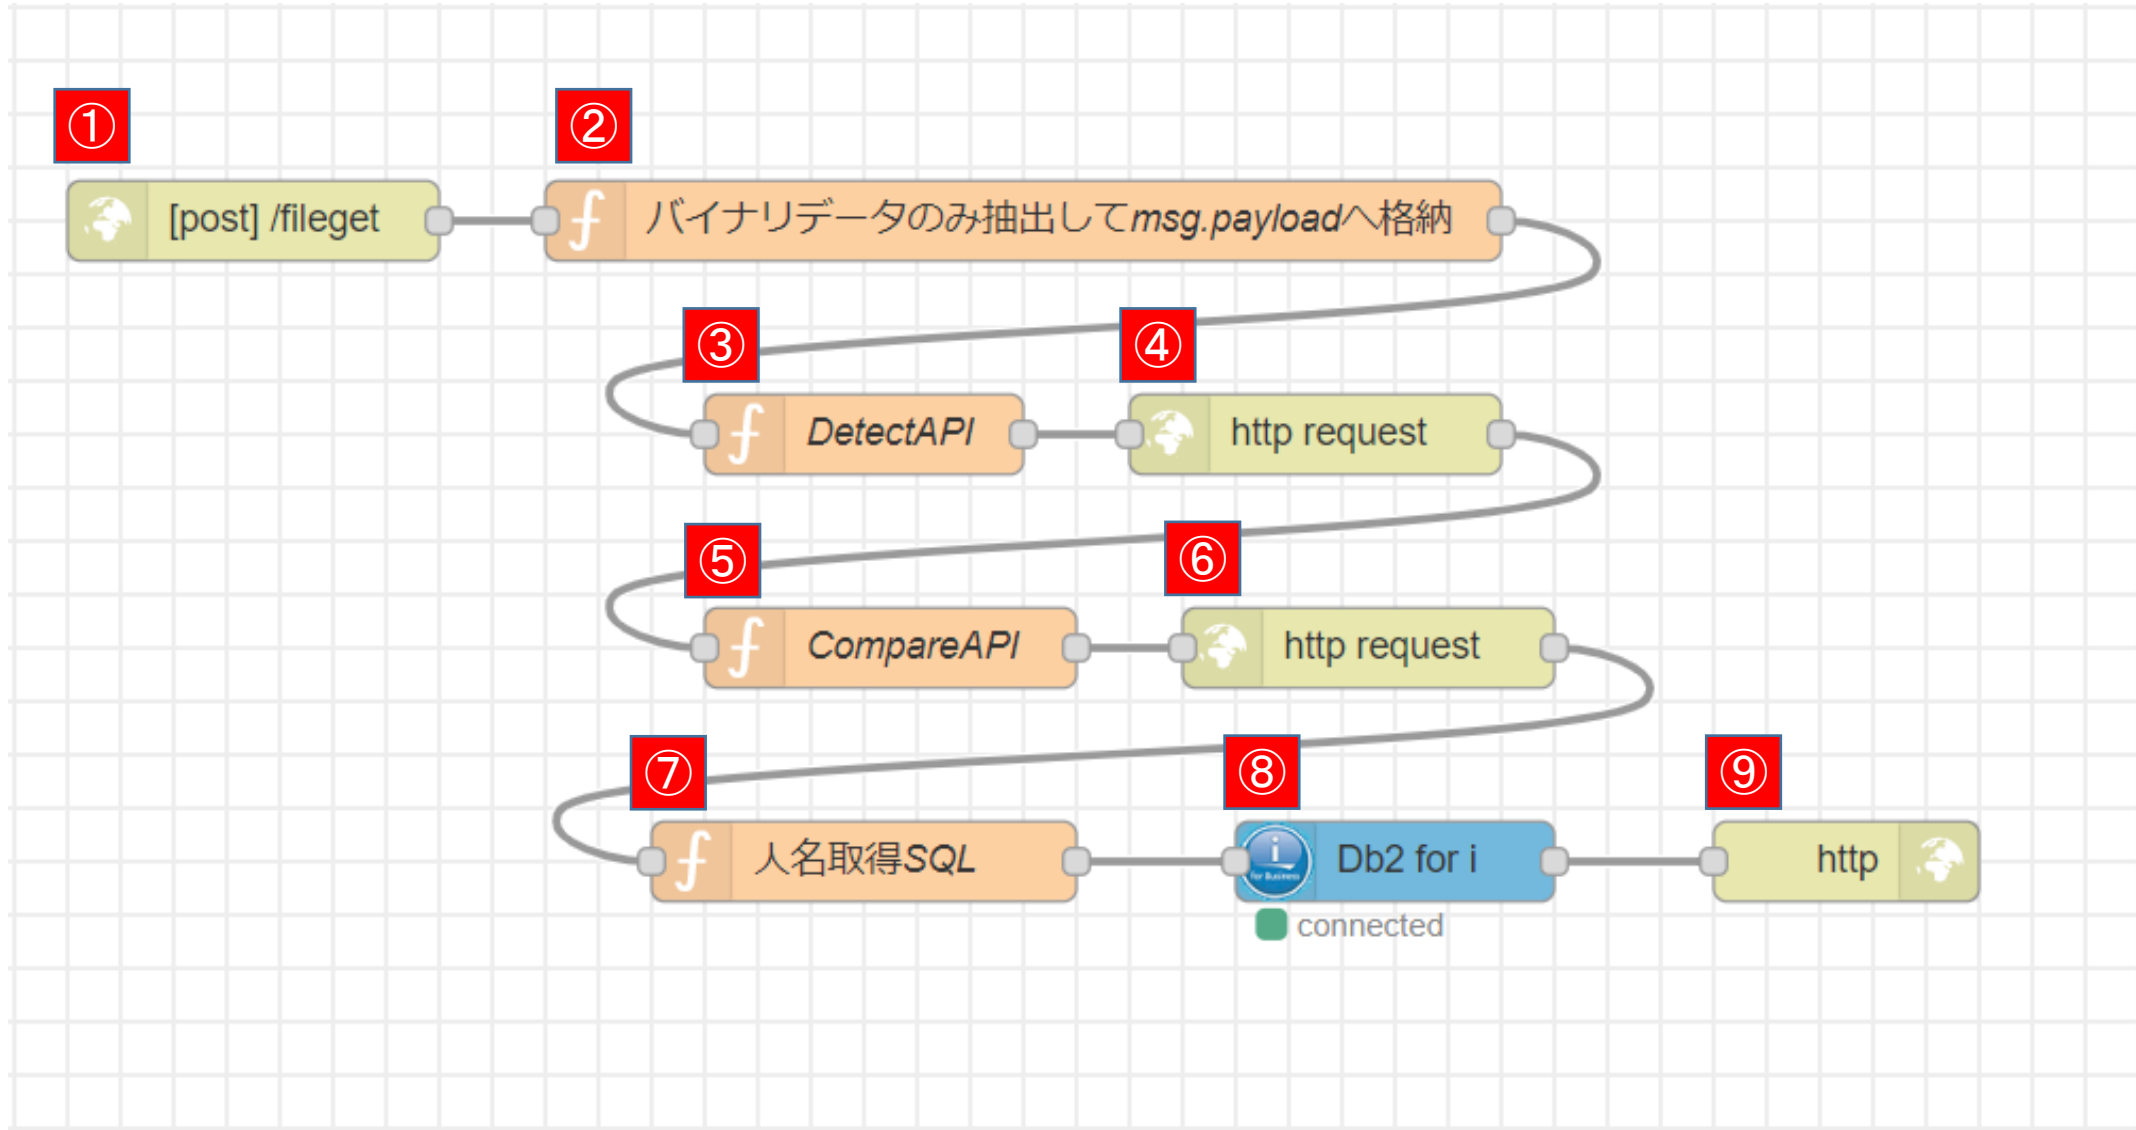 ①
②
[post] /fileget
バイナリデータのみ抽出してmsg.payloadへ格納
③
④
DetectAPI
http request
⑤
⑥
CompareAPI
http request
⑦
⑧
⑨
人名取得SQL
i
for Business
Db2 for i
http
connected